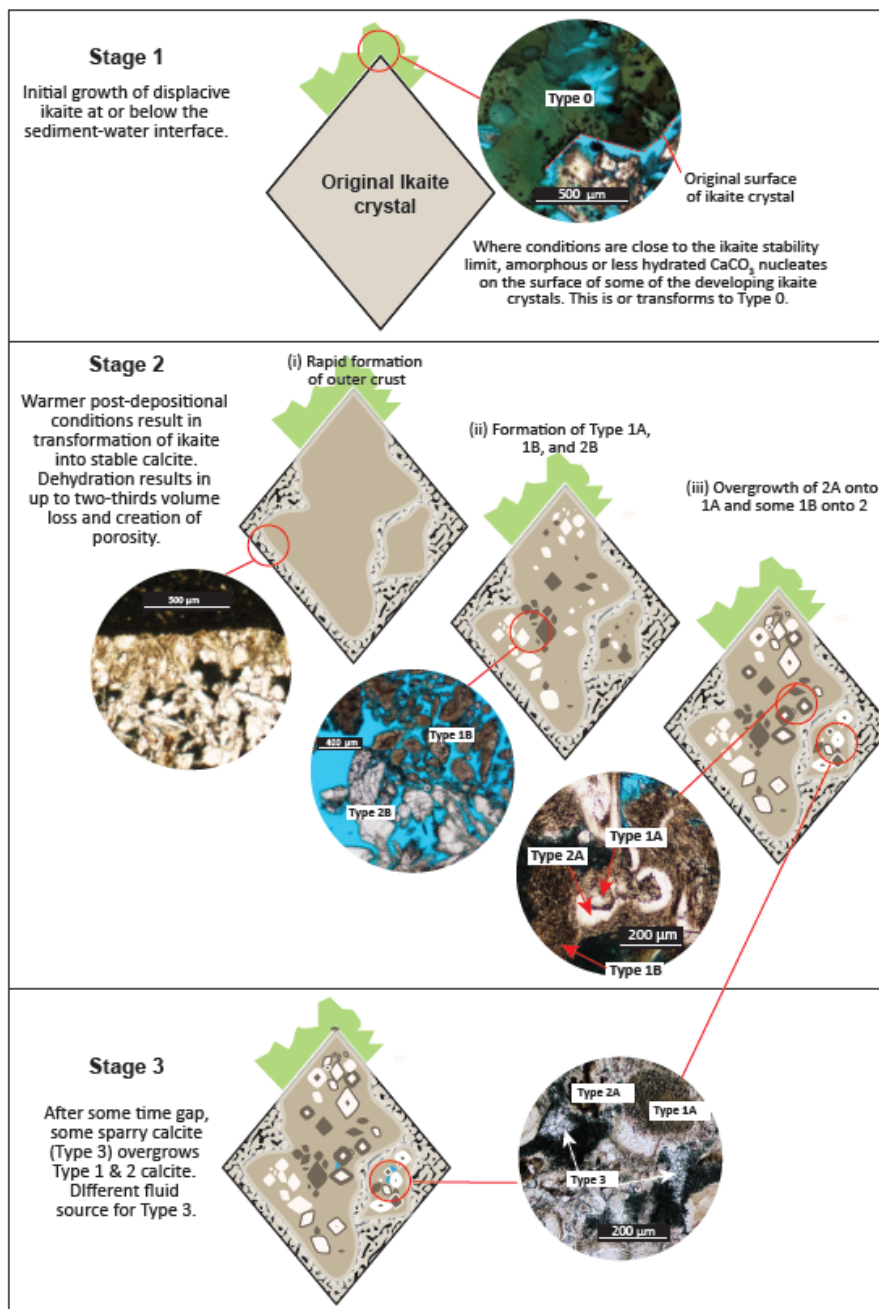 Stage 1
Initial growth of displacive
ikaite at or below the
sediment-water interface.
Original Ikaite
crystal
Type 0
500 µm
Original surface
of ikaite crystal
Where conditions are close to the ikaite stability
limit, amorphous or less hydrated CaCO₃ nucleates
on the surface of some of the developing ikaite
crystals. This is or transforms to Type 0.
Stage 2
Warmer post-depositional
conditions result in
transformation of ikaite
into stable calcite.
Dehydration results in
up to two-thirds volume
loss and creation of
porosity.
(i) Rapid formation
of outer crust
500 µm
(ii) Formation of Type 1A,
1B, and 2B
400 µm
Type 1B
Type 2B
(iii) Overgrowth of 2A onto
1A and some 1B onto 2
Type 1A
Type 2A
200 µm
Type 1B
Stage 3
After some time gap,
some sparry calcite
(Type 3) overgrows
Type 1 & 2 calcite.
DIfferent fluid
source for Type 3.
Type 2A
Type 1A
Type 3
200 µm